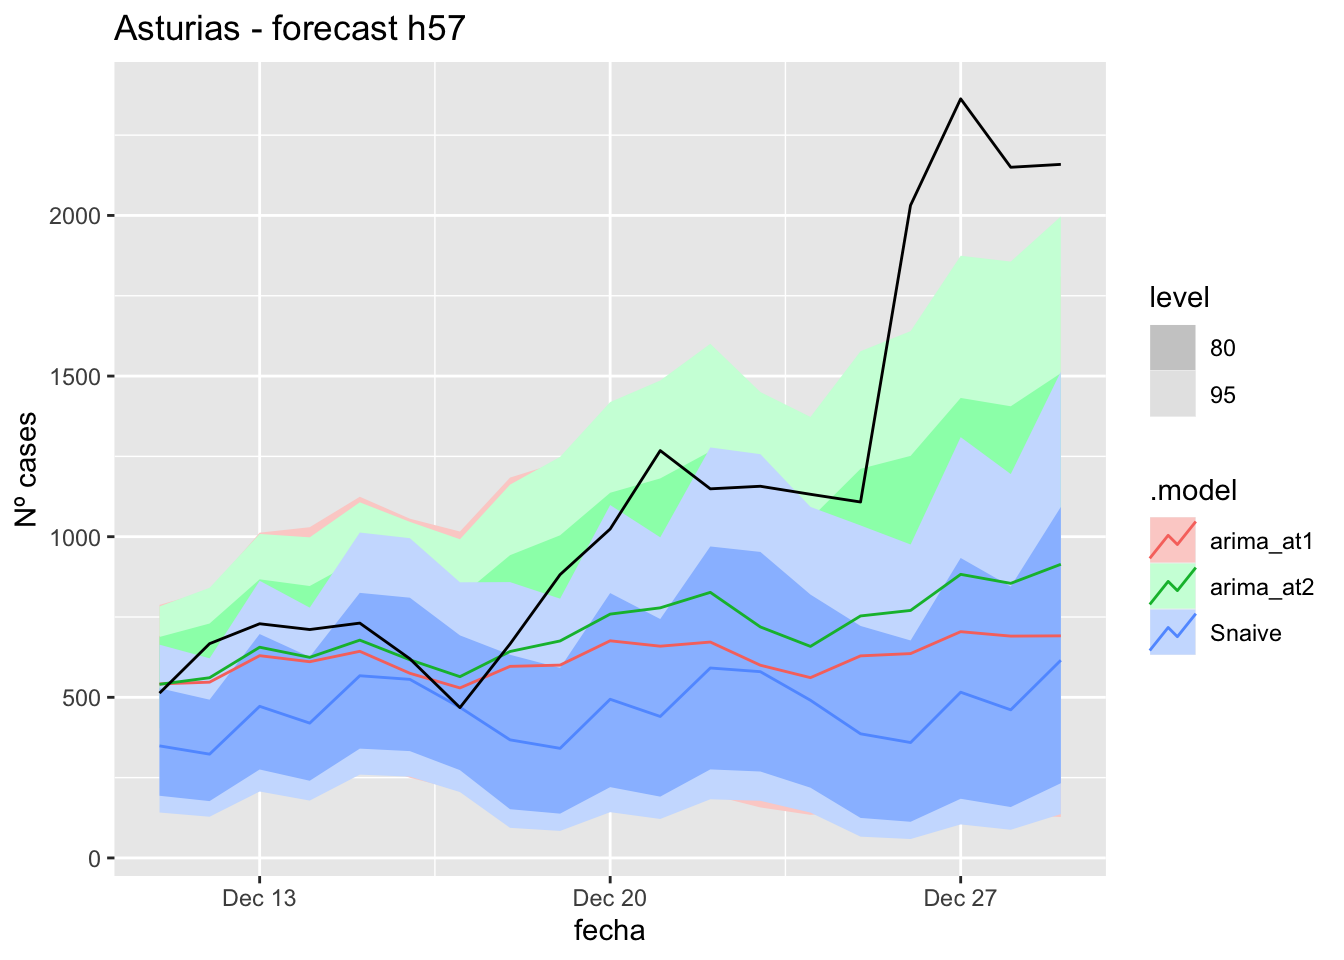 Asturias - forecast h57
Nº cases
2000
1500
1000
500
0
Dec 13
Dec 20
Dec 27
fecha
level
80
95
.model
arima_at1
arima_at2
Snaive